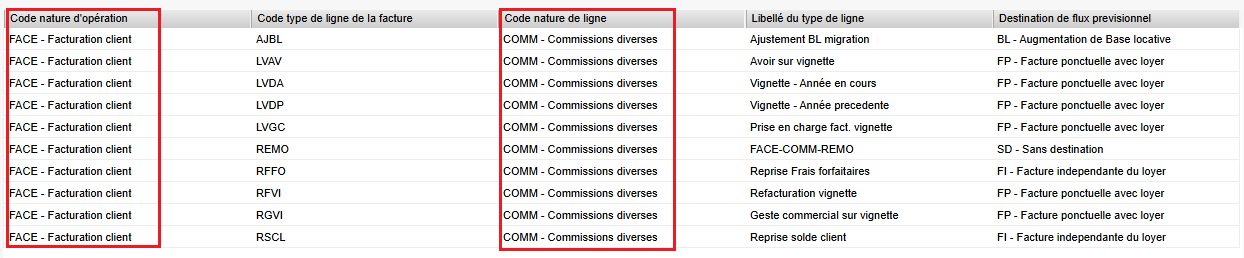 Code nature d'opération Code type de ligne de la facture Code nature de ligne Libellé du type de ligne Destination de flux previsionnel
FACE - Facturation client AJBL COMM - Commissions diverses Ajustement BL migration BL - Augmentation de Base locative
FACE - Facturation client LVAV COMM - Commissions diverses Avoir sur vignette FP - Facture ponctuelle avec loyer
FACE - Facturation client LVDA COMM - Commissions diverses Vignette - Année en cours FP - Facture ponctuelle avec loyer
FACE - Facturation client LVDP COMM - Commissions diverses Vignette - Année precedente FP - Facture ponctuelle avec loyer
FACE - Facturation client LVGC COMM - Commissions diverses Prise en charge fact. vignette FP - Facture ponctuelle avec loyer
FACE - Facturation client REMO COMM - Commissions diverses FACE-COMM-REMO SD - Sans destination
FACE - Facturation client RFFO COMM - Commissions diverses Reprise Frais forfaitaires FI - Facture independante du loyer
FACE - Facturation client RFVI COMM - Commissions diverses Refacturation vignette FP - Facture ponctuelle avec loyer
FACE - Facturation client RGVI COMM - Commissions diverses Geste commercial sur vignette FP - Facture ponctuelle avec loyer
FACE - Facturation client RSCL COMM - Commissions diverses Reprise solde client FI - Facture independante du loyer